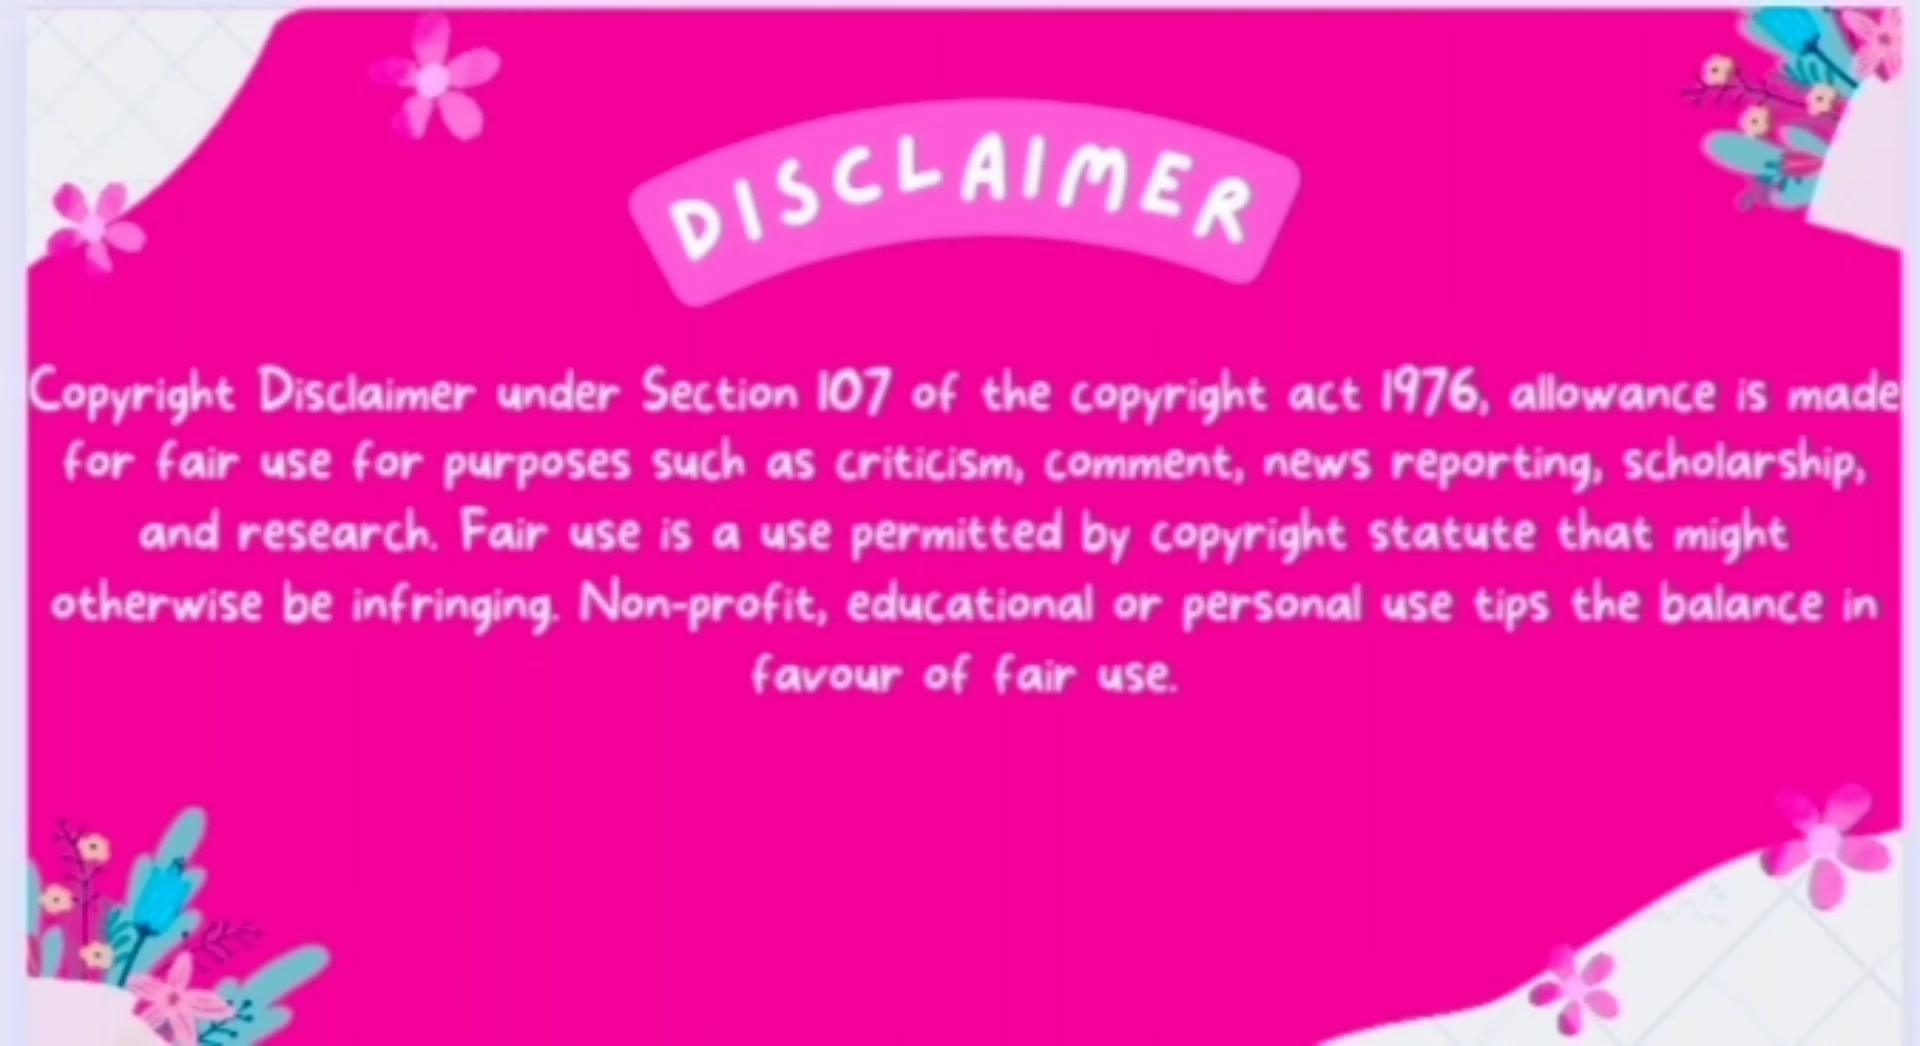 DISCLAIMER
Copyright Disclaimer under Section 107 of the copyright act 1976, allowance is made
for fair use for purposes such as criticism, comment, news reporting, scholarship,
and research. Fair use is a use permitted by copyright statute that might
otherwise be infringing. Non-profit, educational or personal use tips the balance in
favour of fair use.